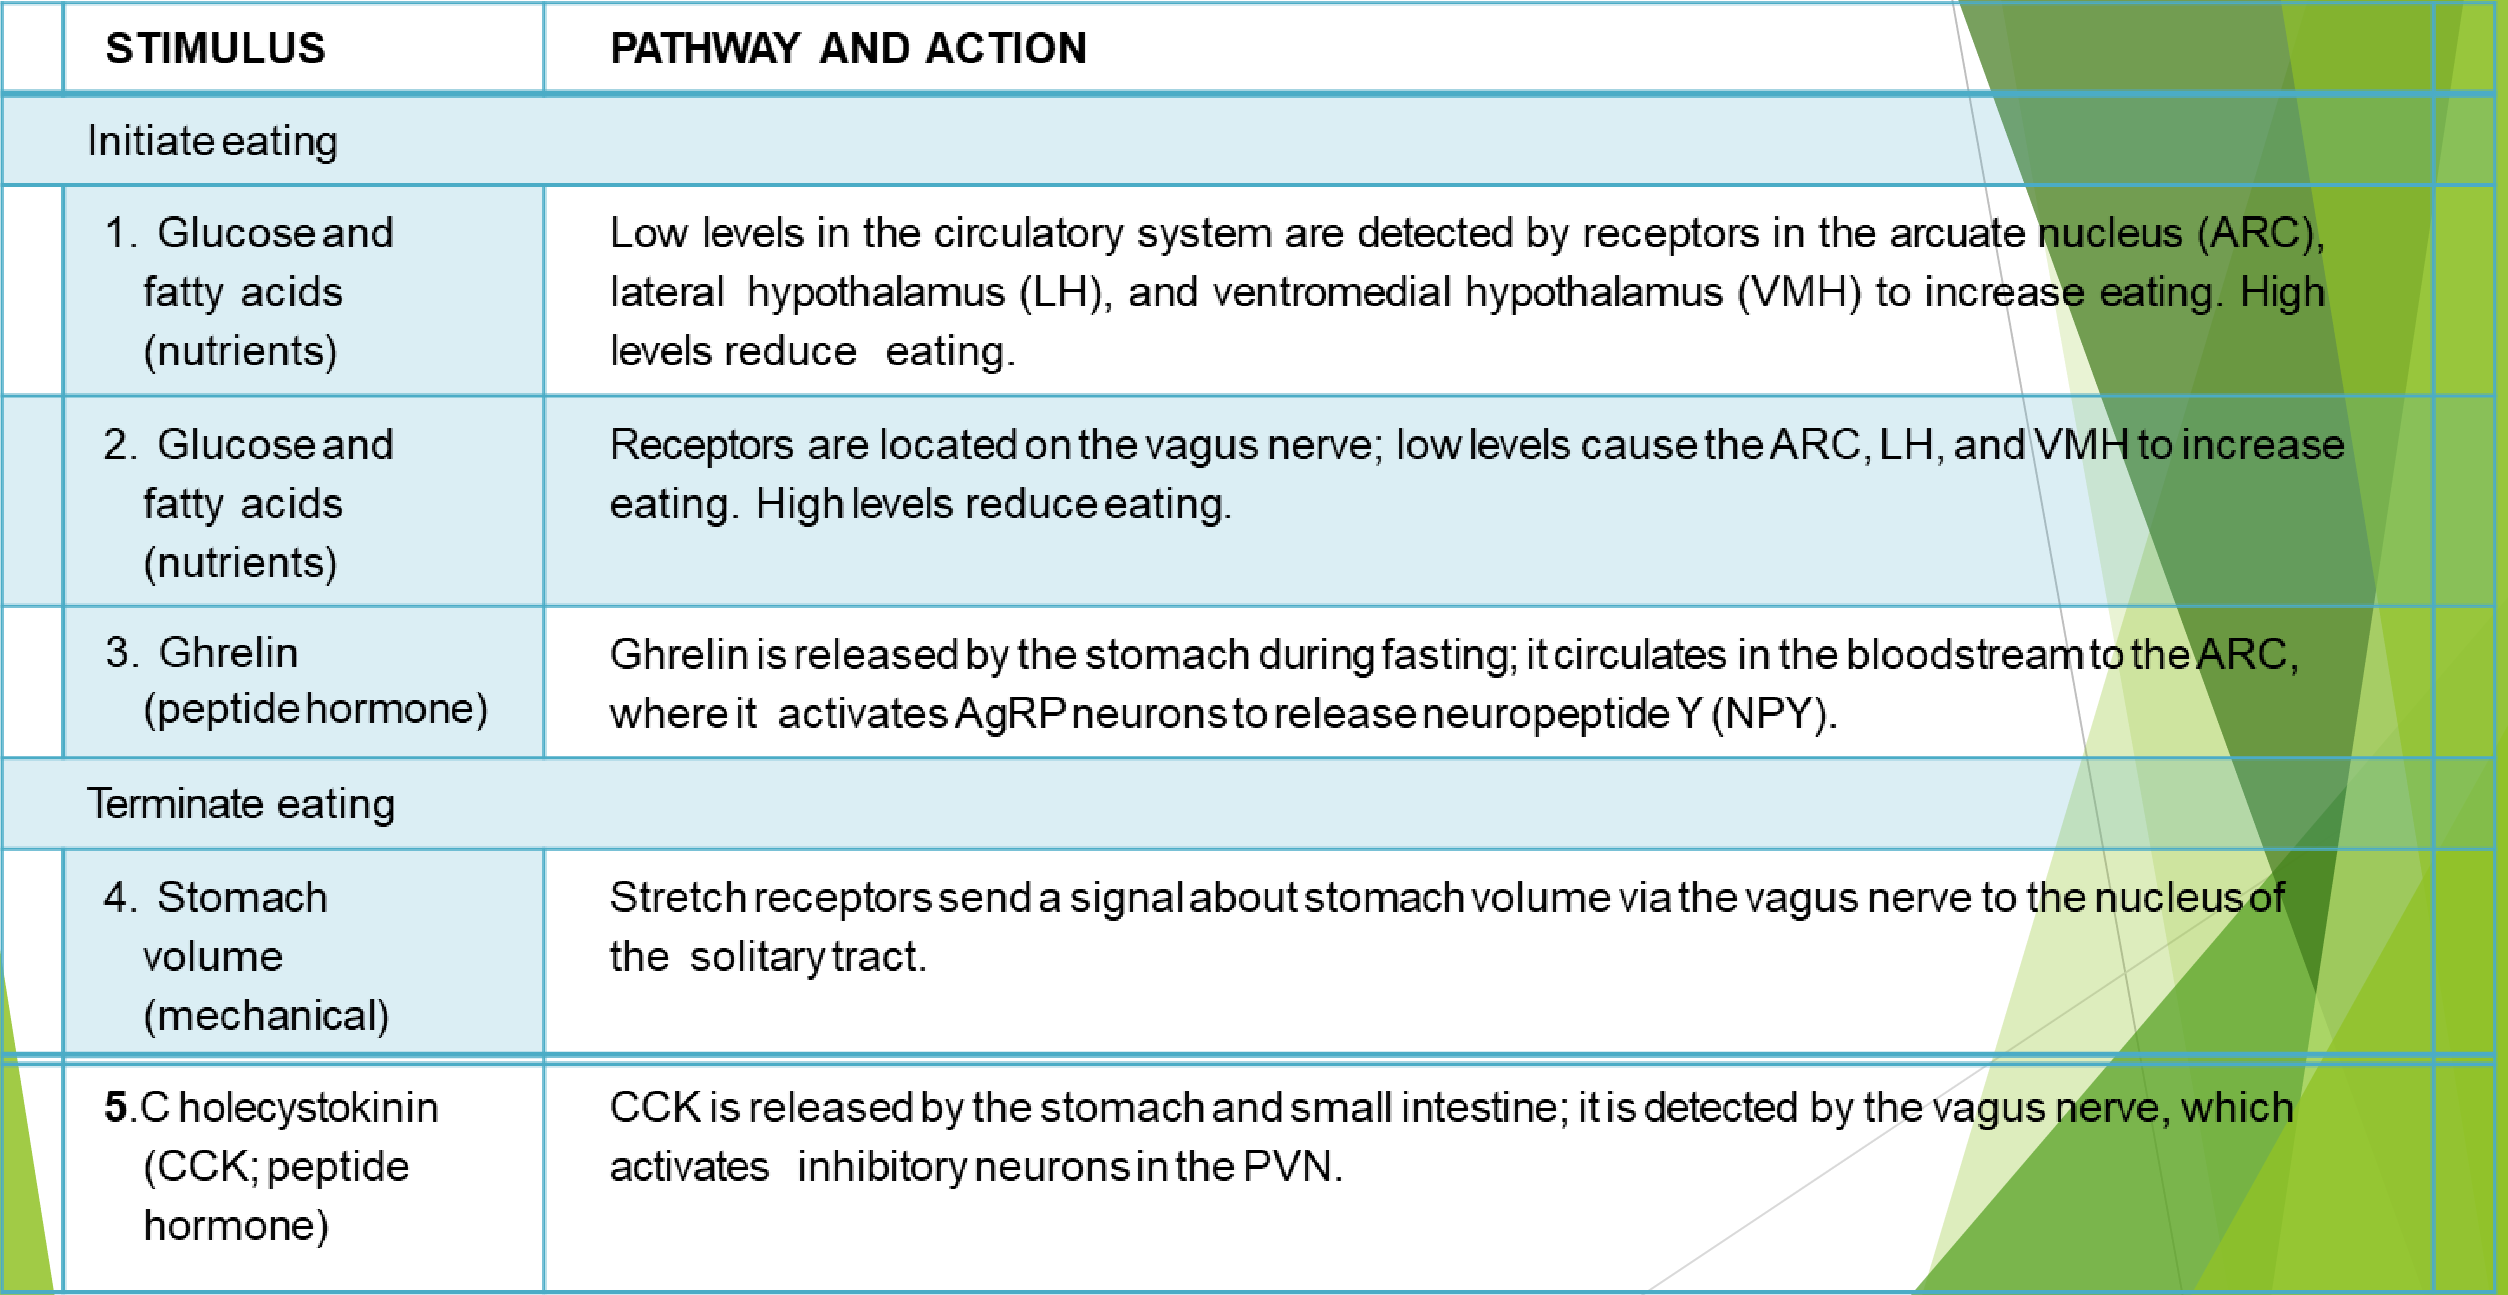 STIMULUS PATHWAY AND ACTION
Initiate eating
1. Glucose and
fatty acids
(nutrients)
Low levels in the circulatory system are detected by receptors in the arcuate nucleus (ARC),
lateral hypothalamus (LH), and ventromedial hypothalamus (VMH) to increase eating. High
levels reduce eating.
2. Glucose and
fatty acids
(nutrients)
Receptors are located on the vagus nerve; low levels cause the ARC, LH, and VMH to increase
eating. High levels reduce eating.
3. Ghrelin
(peptide hormone)
Ghrelin is released by the stomach during fasting; it circulates in the bloodstream to the ARC,
where it activates AgRP neurons to release neuropeptide Y (NPY).
Terminate eating
4. Stomach
volume
(mechanical)
Stretch receptors send a signal about stomach volume via the vagus nerve to the nucleus of
the solitary tract.
5.C holecystokinin
(CCK; peptide
hormone)
CCK is released by the stomach and small intestine; it is detected by the vagus nerve, which
activates inhibitory neurons in the PVN.